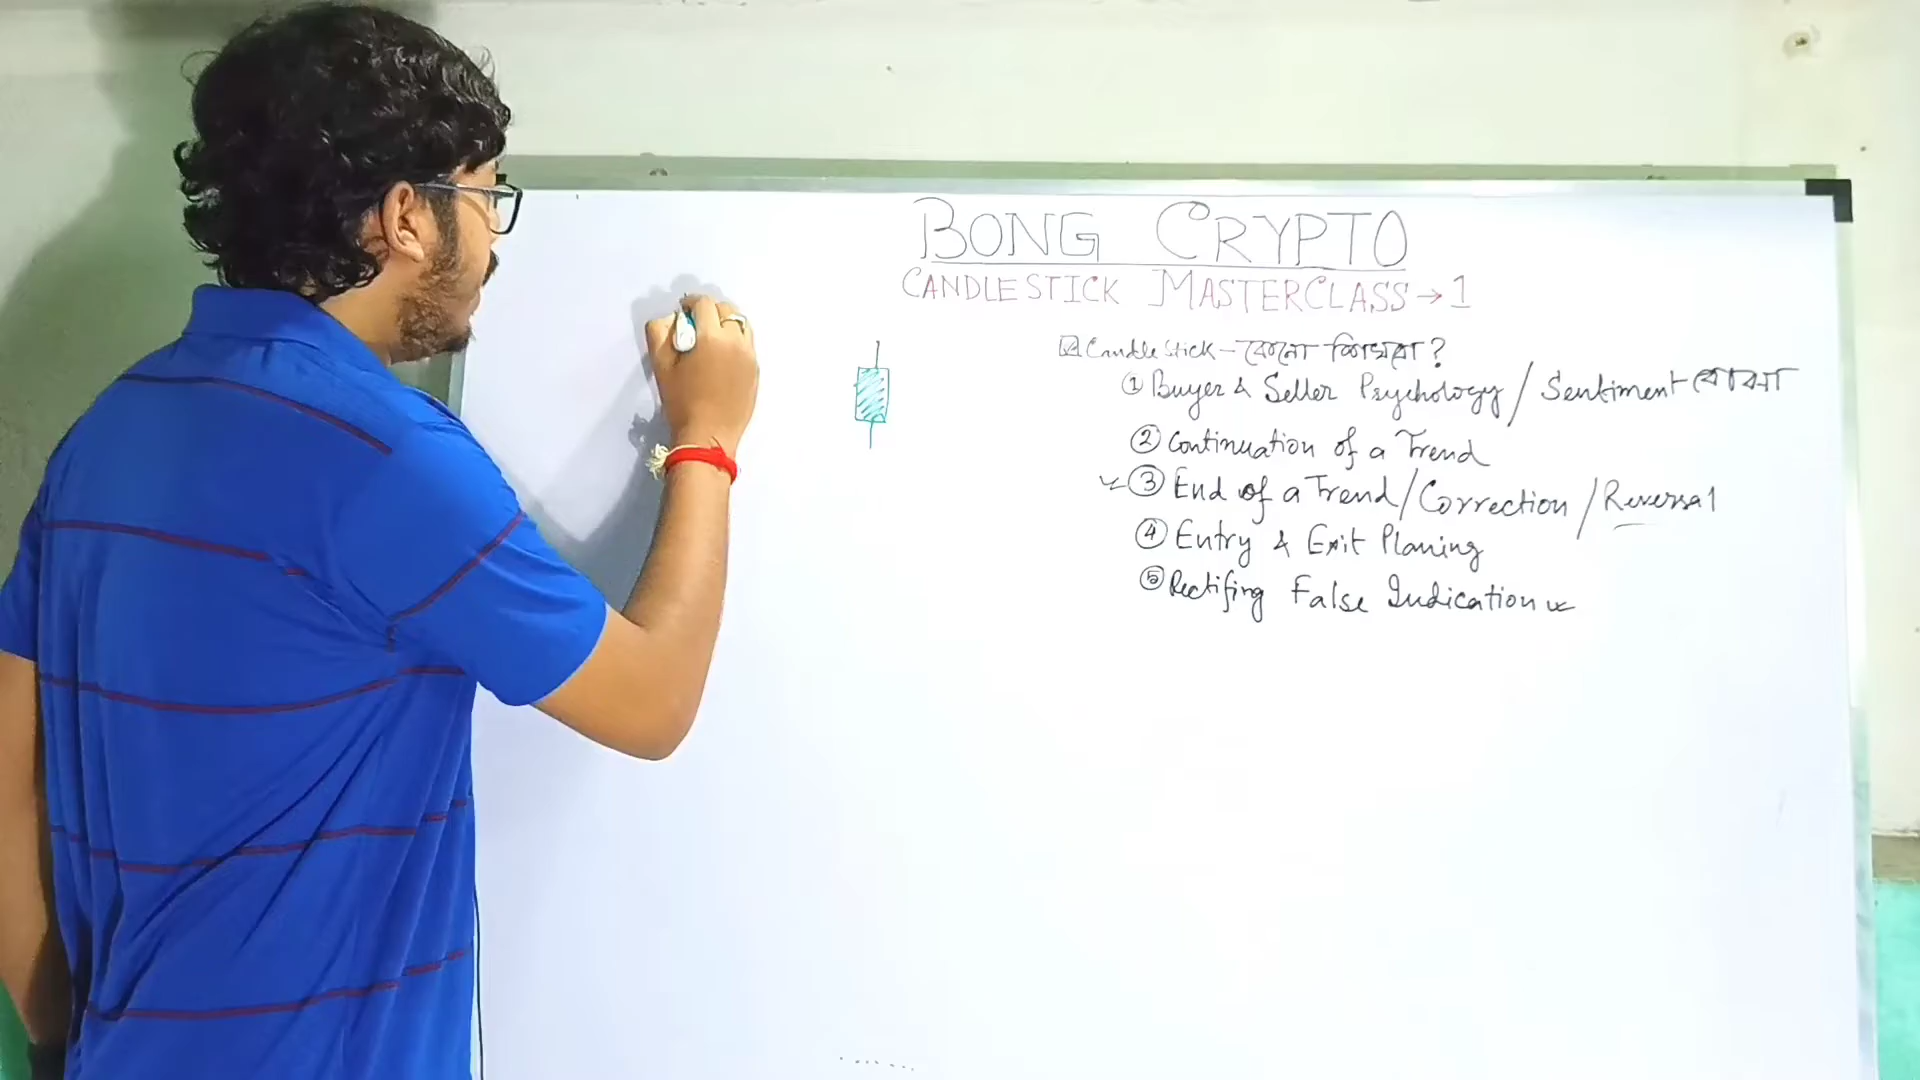 BONG CRYPTO
CANDLESTICK MASTERCLASS → 1
Candle Stick - কেনো শিখবো ?
① Buyer & Seller Psychology / Sentiment বোঝা
② Continuation of a Trend
③ End of a Trend / Correction / Reversal
④ Entry & Exit Planing
⑤ Rectifing False Indication